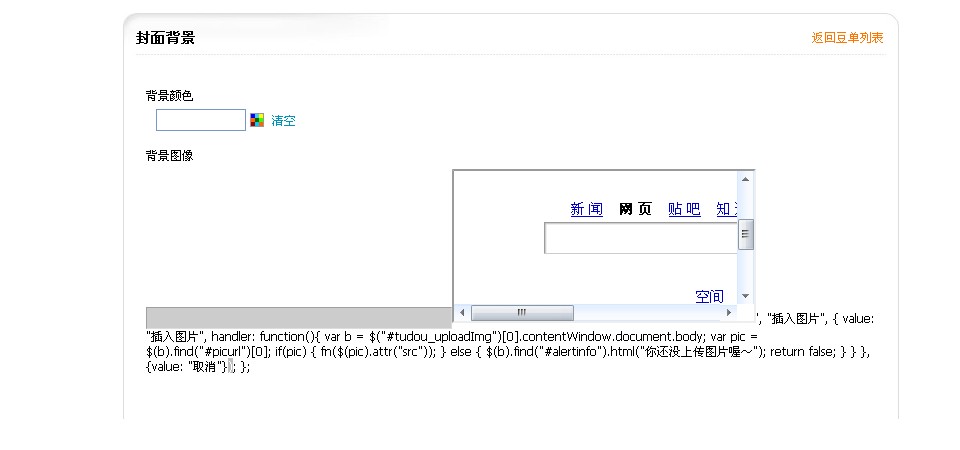 封面背景
返回豆单列表
背景颜色
清空
背景图像
新 闻 网 页 贴 吧 知
空间
", "插入图片", { value:
"插入图片", handler: function(){ var b = $("#tudou_uploadImg")[0].contentWindow.document.body; var pic =
$(b).find("#picurl")[0]; if(pic) { fn($(pic).attr("src")); } else { $(b).find("#alertinfo").html("你还没上传图片喔～"); return false; } } },
{value: "取消"} ); };